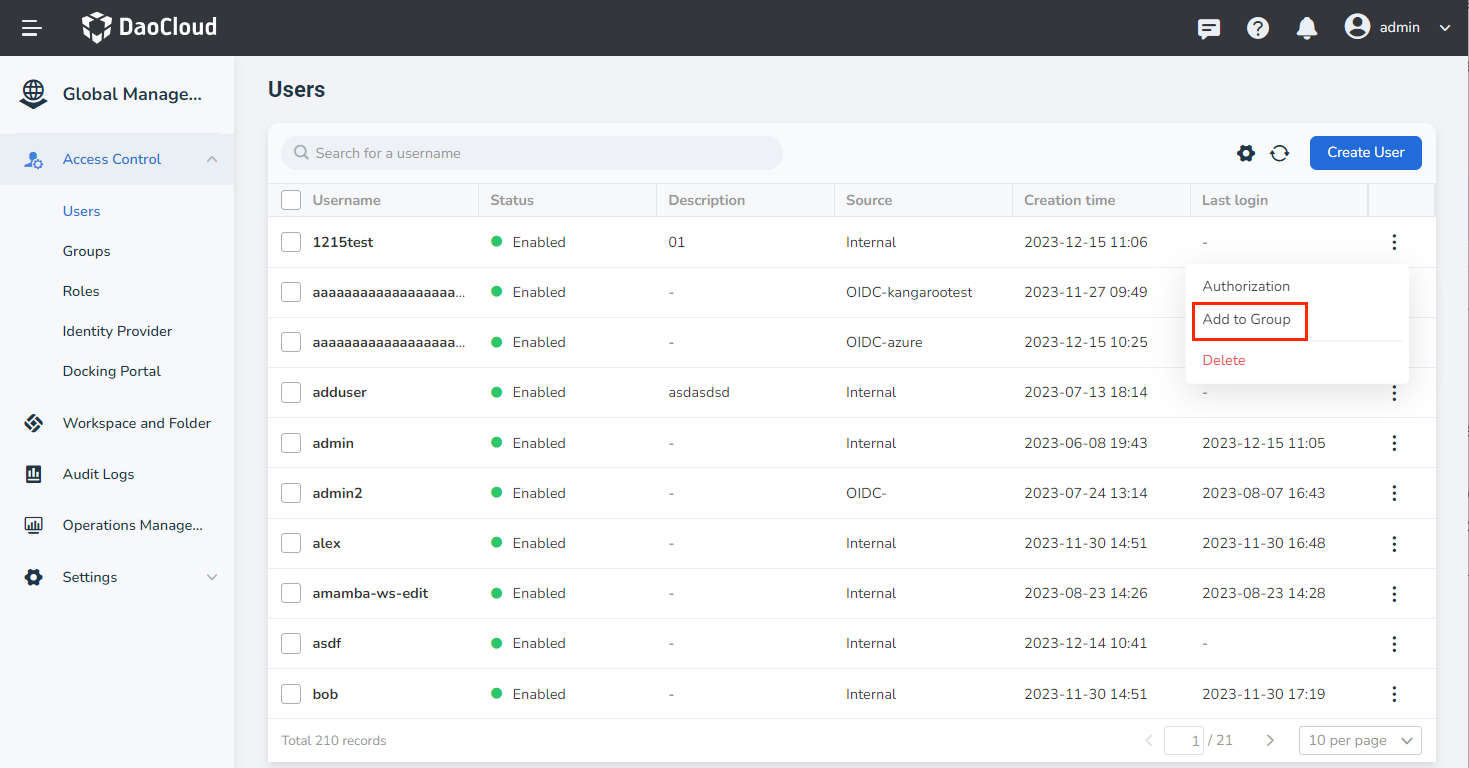 DaoCloud
admin
Global Manage...
Access Control
Users
Groups
Roles
Identity Provider
Docking Portal
Workspace and Folder
Audit Logs
Operations Manage...
Settings
Users
Search for a username
Create User
Username Status Description Source Creation time Last login
1215test Enabled 01 Internal 2023-12-15 11:06 -
aaaaaaaaaaaaaaaaaa... Enabled - OIDC-kangarootest 2023-11-27 09:49
aaaaaaaaaaaaaaaaaa... Enabled - OIDC-azure 2023-12-15 10:25
Authorization
Add to Group
Delete
adduser Enabled asdasdsd Internal 2023-07-13 18:14 -
admin Enabled - Internal 2023-06-08 19:43 2023-12-15 11:05
admin2 Enabled - OIDC- 2023-07-24 13:14 2023-08-07 16:43
alex Enabled - Internal 2023-11-30 14:51 2023-11-30 16:48
amamba-ws-edit Enabled - Internal 2023-08-23 14:26 2023-08-23 14:28
asdf Enabled - Internal 2023-12-14 10:41 -
bob Enabled - Internal 2023-11-30 14:51 2023-11-30 17:19
Total 210 records
1 / 21
10 per page